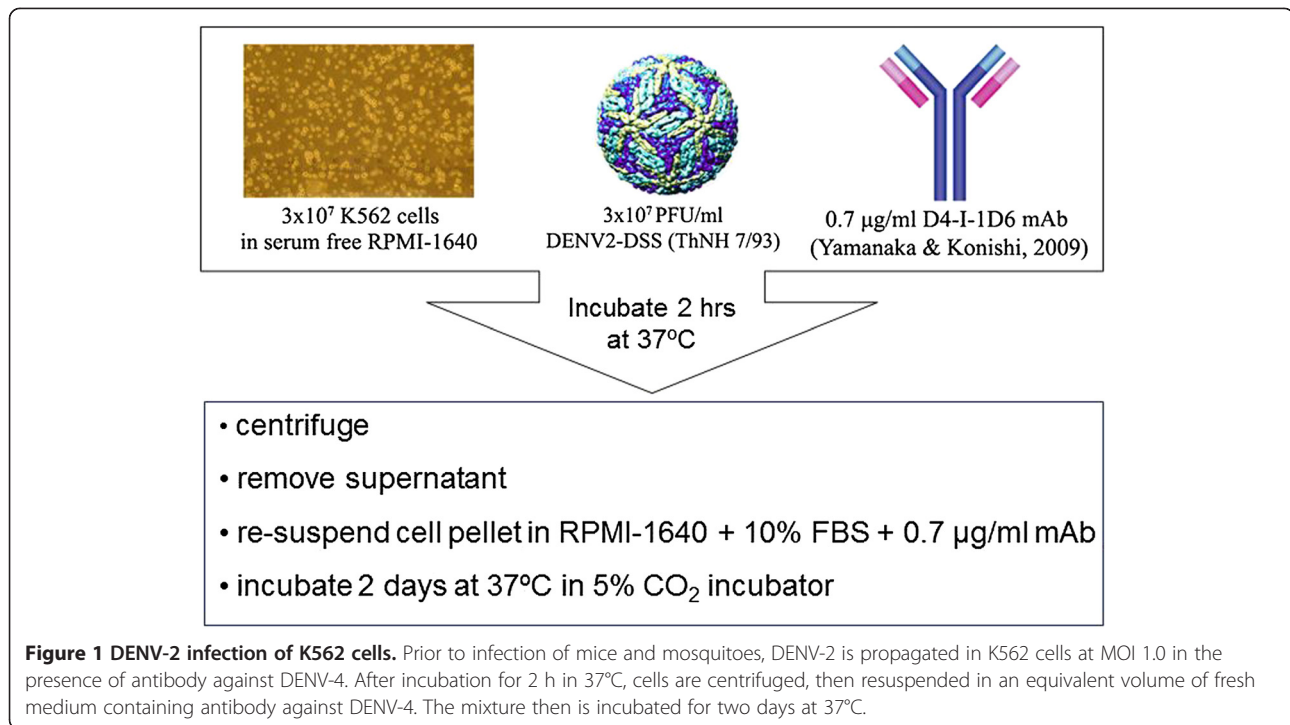 3x10⁷ K562 cells
in serum free RPMI-1640
3x10⁷ PFU/ml
DENV2-DSS (ThNH 7/93)
0.7 µg/ml D4-I-1D6 mAb
(Yamanaka & Konishi, 2009)
Incubate 2 hrs
at 37ºC
• centrifuge
• remove supernatant
• re-suspend cell pellet in RPMI-1640 + 10% FBS + 0.7 µg/ml mAb
• incubate 2 days at 37ºC in 5% CO₂ incubator
Figure 1 DENV-2 infection of K562 cells. Prior to infection of mice and mosquitoes, DENV-2 is propagated in K562 cells at MOI 1.0 in the
presence of antibody against DENV-4. After incubation for 2 h in 37°C, cells are centrifuged, then resuspended in an equivalent volume of fresh
medium containing antibody against DENV-4. The mixture then is incubated for two days at 37°C.